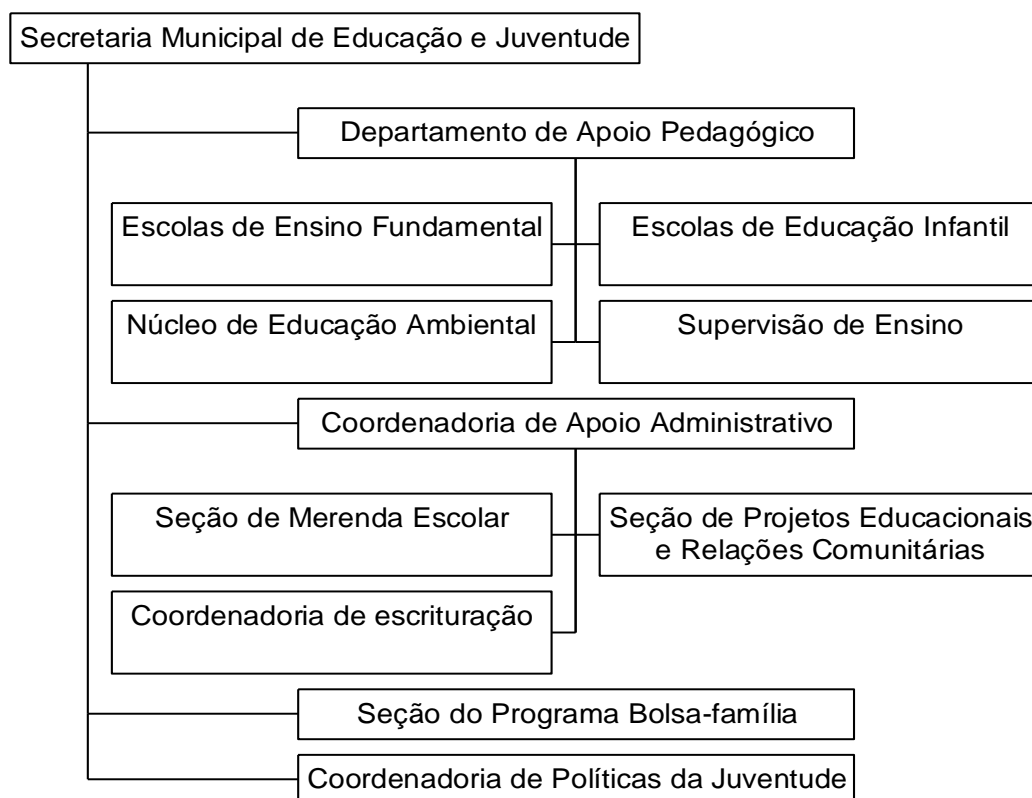 Secretaria Municipal de Educação e Juventude
Departamento de Apoio Pedagógico
Escolas de Ensino Fundamental
Escolas de Educação Infantil
Núcleo de Educação Ambiental
Supervisão de Ensino
Coordenadoria de Apoio Administrativo
Seção de Merenda Escolar
Seção de Projetos Educacionais
e Relações Comunitárias
Coordenadoria de escrituração
Seção do Programa Bolsa-família
Coordenadoria de Políticas da Juventude